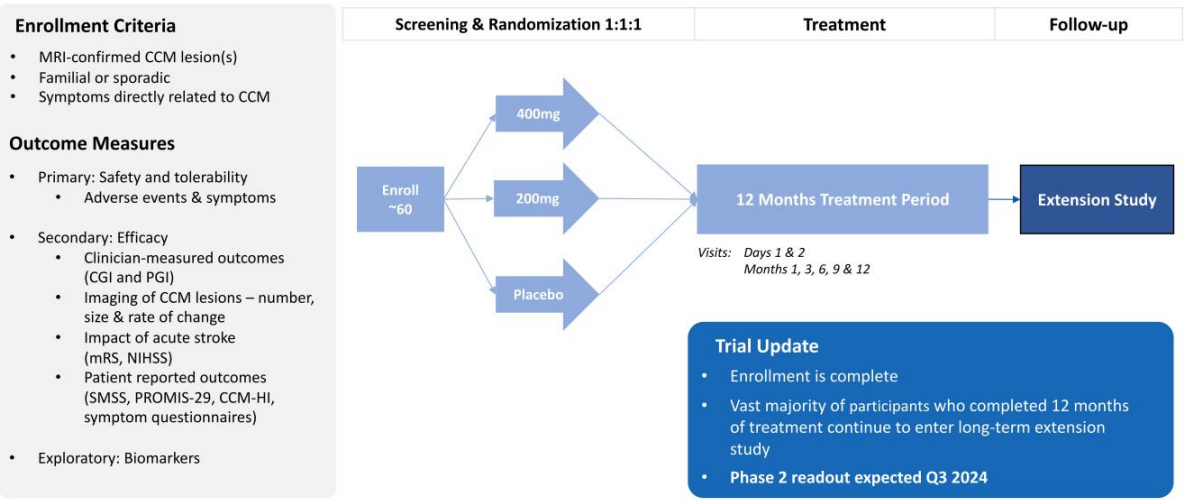 Enrollment Criteria
• MRI-confirmed CCM lesion(s)
• Familial or sporadic
• Symptoms directly related to CCM
Outcome Measures
• Primary: Safety and tolerability
• Adverse events & symptoms
• Secondary: Efficacy
• Clinician-measured outcomes
(CGI and PGI)
• Imaging of CCM lesions – number,
size & rate of change
• Impact of acute stroke
(mRS, NIHSS)
• Patient reported outcomes
(SMSS, PROMIS-29, CCM-HI,
symptom questionnaires)
• Exploratory: Biomarkers
Screening & Randomization 1:1:1
Treatment
Follow-up
Enroll
~60
400mg
200mg
Placebo
12 Months Treatment Period
Extension Study
Visits: Days 1 & 2
Months 1, 3, 6, 9 & 12
Trial Update
• Enrollment is complete
• Vast majority of participants who completed 12 months
of treatment continue to enter long-term extension
study
• Phase 2 readout expected Q3 2024